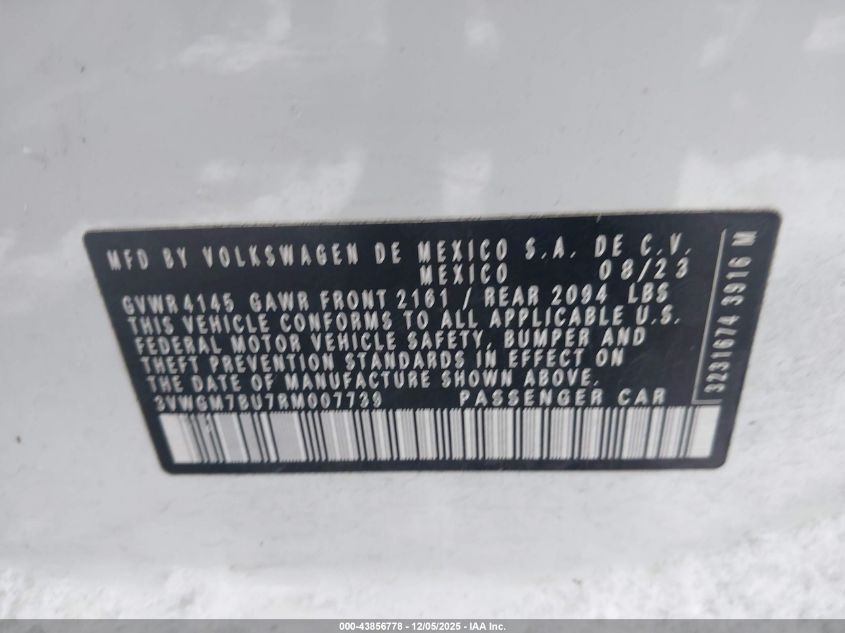 MFD BY VOLKSWAGEN DE MEXICO S.A. DE C.V.
MEXICO 08/23
GVWR 4145 GAWR FRONT 2161 / REAR 2094 LBS
THIS VEHICLE CONFORMS TO ALL APPLICABLE U.S.
FEDERAL MOTOR VEHICLE SAFETY, BUMPER AND
THEFT PREVENTION STANDARDS IN EFFECT ON
THE DATE OF MANUFACTURE SHOWN ABOVE.
3VWGM7BU7RM007739 PASSENGER CAR
3231674 3916 M
000-43856778 - 12/05/2025 - IAA Inc.